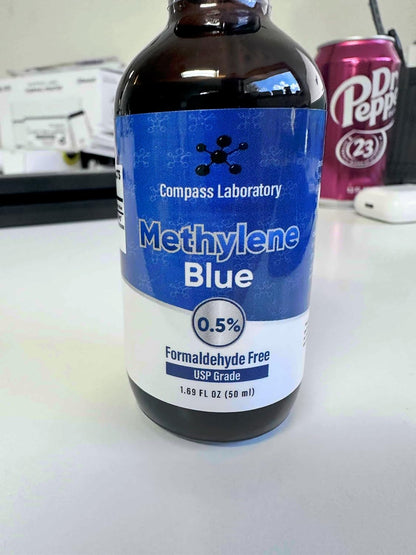 Compass Laboratory
Methylene
Blue
0.5%
Formaldehyde Free
USP Grade
1.69 FL OZ (50 ml)
Dr
Pepper
23